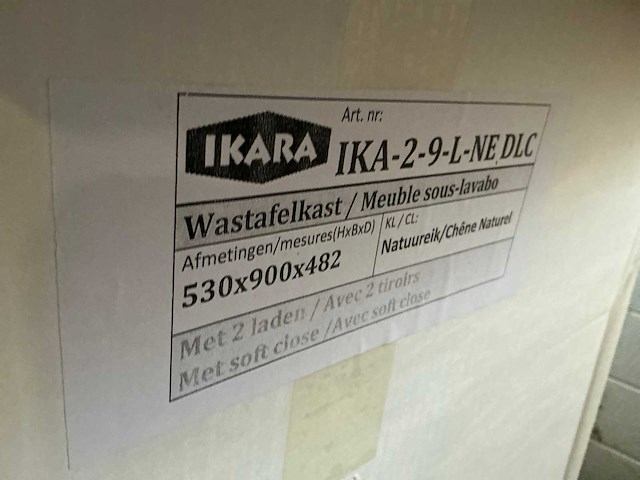 IKARA
Art. nr:
IKA-2-9-L-NE DLC
Wastafelkast / Meuble sous-lavabo
Afmetingen/mesures(HxBxD)
530x900x482
KL / CL:
Natuureik/Chêne Naturel
Met 2 laden / Avec 2 tiroirs
Met soft close /Avec soft close